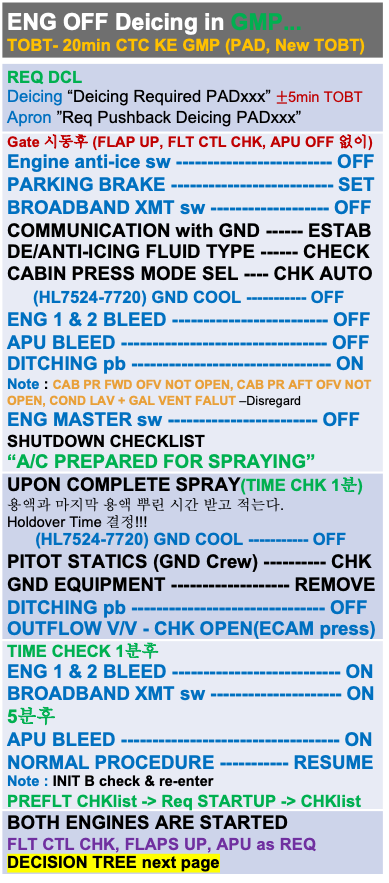 ENG OFF Deicing in GMP...
TOBT- 20min CTC KE GMP (PAD, New TOBT)
REQ DCL
Deicing “Deicing Required PADxxx” ±5min TOBT
Apron ”Req Pushback Deicing PADxxx”
Gate 시동후 (FLAP UP, FLT CTL CHK, APU OFF 없이)
Engine anti-ice sw ------------------------- OFF
PARKING BRAKE -------------------------- SET
BROADBAND XMT sw ------------------- OFF
COMMUNICATION with GND ------ ESTAB
DE/ANTI-ICING FLUID TYPE ------ CHECK
CABIN PRESS MODE SEL ---- CHK AUTO
(HL7524-7720) GND COOL ----------- OFF
ENG 1 & 2 BLEED ------------------------- OFF
APU BLEED --------------------------------- OFF
DITCHING pb -------------------------------- ON
Note : CAB PR FWD OFV NOT OPEN, CAB PR AFT OFV NOT
OPEN, COND LAV + GAL VENT FALUT –Disregard
ENG MASTER sw ------------------------ OFF
SHUTDOWN CHECKLIST
“A/C PREPARED FOR SPRAYING”
UPON COMPLETE SPRAY(TIME CHK 1분)
용액과 마지막 용액 뿌린 시간 받고 적는다.
Holdover Time 결정!!!
(HL7524-7720) GND COOL ----------- OFF
PITOT STATICS (GND Crew) ---------- CHK
GND EQUIPMENT ------------------- REMOVE
DITCHING pb ------------------------------- OFF
OUTFLOW V/V - CHK OPEN(ECAM press)
TIME CHECK 1분후
ENG 1 & 2 BLEED --------------------------- ON
BROADBAND XMT sw --------------------- ON
5분후
APU BLEED ----------------------------------- ON
NORMAL PROCEDURE ----------- RESUME
Note : INIT B check & re-enter
PREFLT CHKlist -> Req STARTUP -> CHKlist
BOTH ENGINES ARE STARTED
FLT CTL CHK, FLAPS UP, APU as REQ
DECISION TREE next page